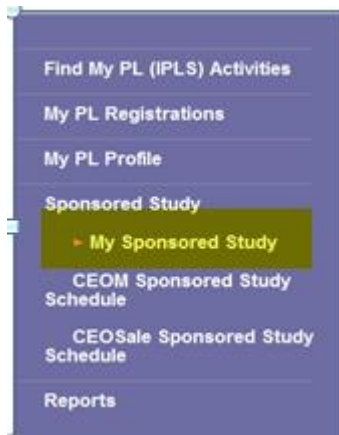 Find My PL (IPLS) Activities
My PL Registrations
My PL Profile
Sponsored Study
My Sponsored Study
CEOM Sponsored Study
Schedule
CEOSale Sponsored Study
Schedule
Reports